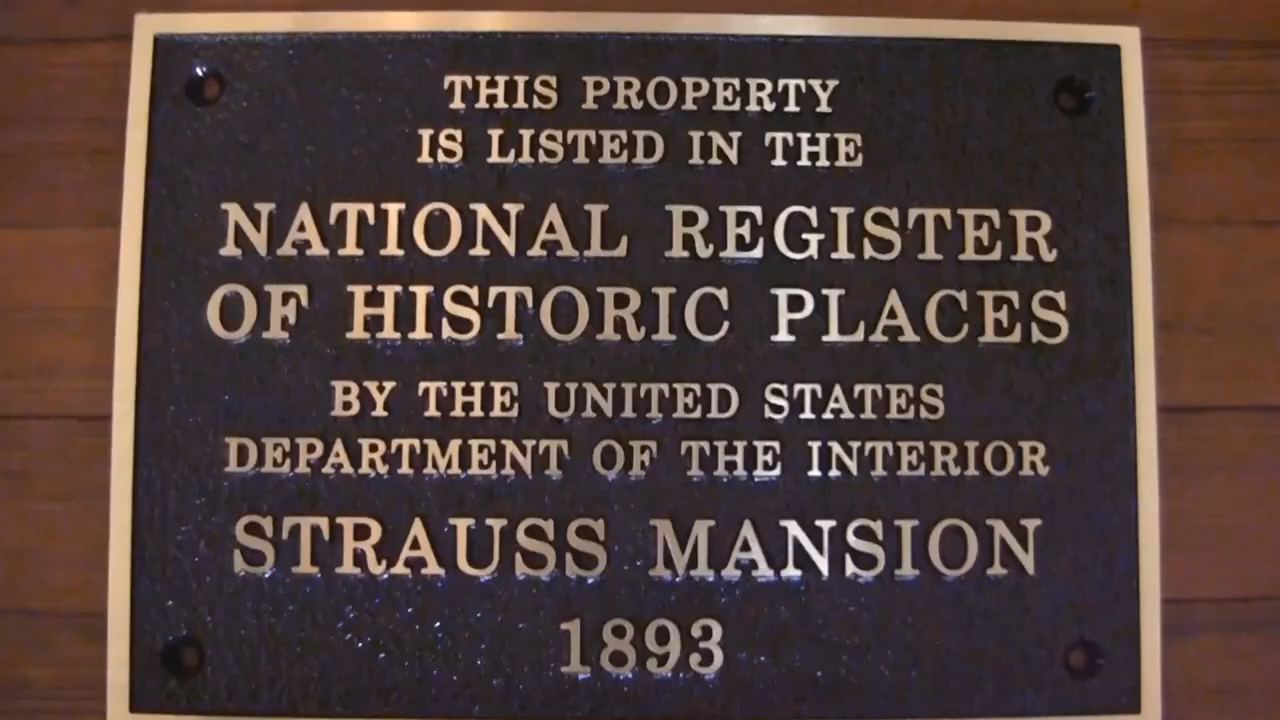 THIS PROPERTY
IS LISTED IN THE
NATIONAL REGISTER
OF HISTORIC PLACES
BY THE UNITED STATES
DEPARTMENT OF THE INTERIOR
STRAUSS MANSION
1893